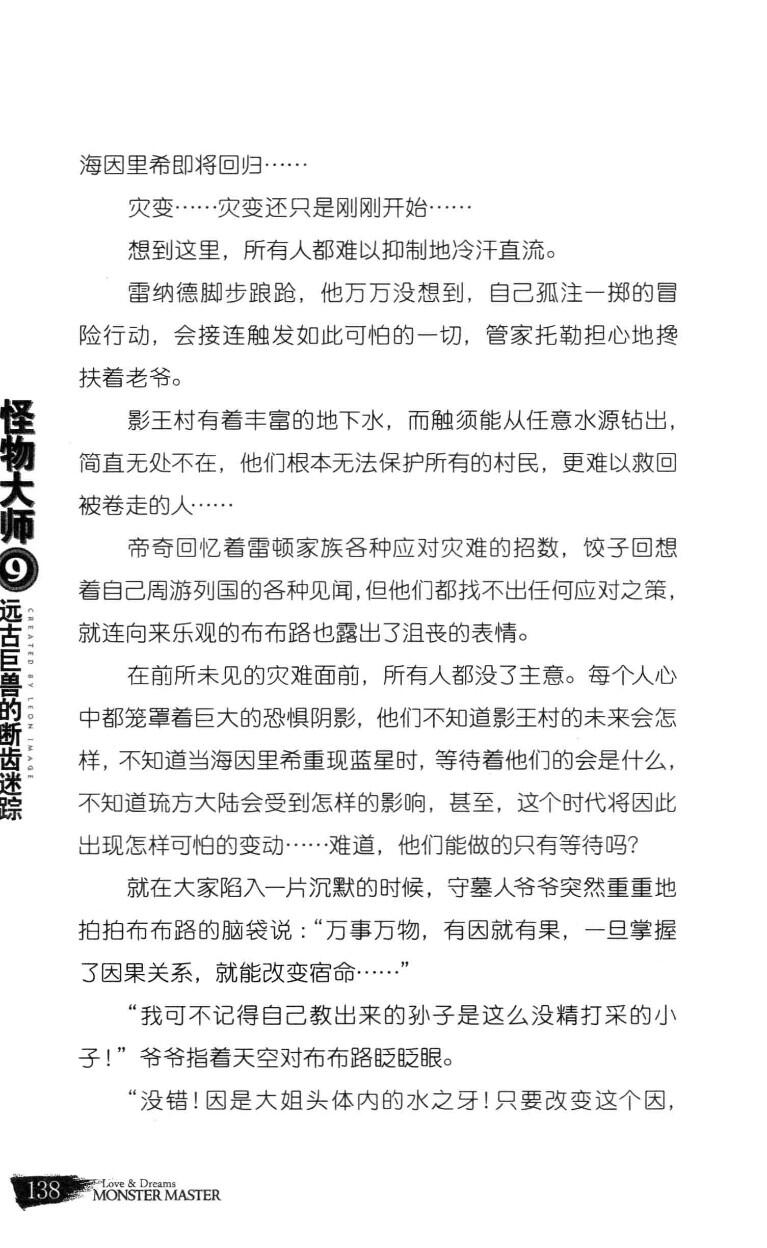 海因里希即将回归……
灾变……灾变还只是刚刚开始……
想到这里，所有人都难以抑制地冷汗直流。
雷纳德脚步踉跄，他万万没想到，自己孤注一掷的冒
险行动，会接连触发如此可怕的一切，管家托勒担心地搀
扶着老爷。
影王村有着丰富的地下水，而触须能从任意水源钻出，
简直无处不在，他们根本无法保护所有的村民，更难以救回
被卷走的人……
帝奇回忆着雷顿家族各种应对灾难的招数，饺子回想
着自己周游列国的各种见闻，但他们都找不出任何应对之策，
就连向来乐观的布布路也露出了沮丧的表情。
在前所未见的灾难面前，所有人都没了主意。每个人心
中都笼罩着巨大的恐惧阴影，他们不知道影王村的未来会怎
样，不知道当海因里希重现蓝星时，等待着他们的会是什么，
不知道琉方大陆会受到怎样的影响，甚至，这个时代将因此
出现怎样可怕的变动……难道，他们能做的只有等待吗？
就在大家陷入一片沉默的时候，守墓人爷爷突然重重地
拍拍布布路的脑袋说：“万事万物，有因就有果，一旦掌握
了因果关系，就能改变宿命……”
“我可不记得自己教出来的孙子是这么没精打采的小
子！”爷爷指着天空对布布路眨眨眼。
“没错！因是大姐头体内的水之牙！只要改变这个因，
怪物大师 9
远古巨兽的断齿迷踪
CREATED BY LEON IMAGE
138
Love & Dreams
MONSTER MASTER